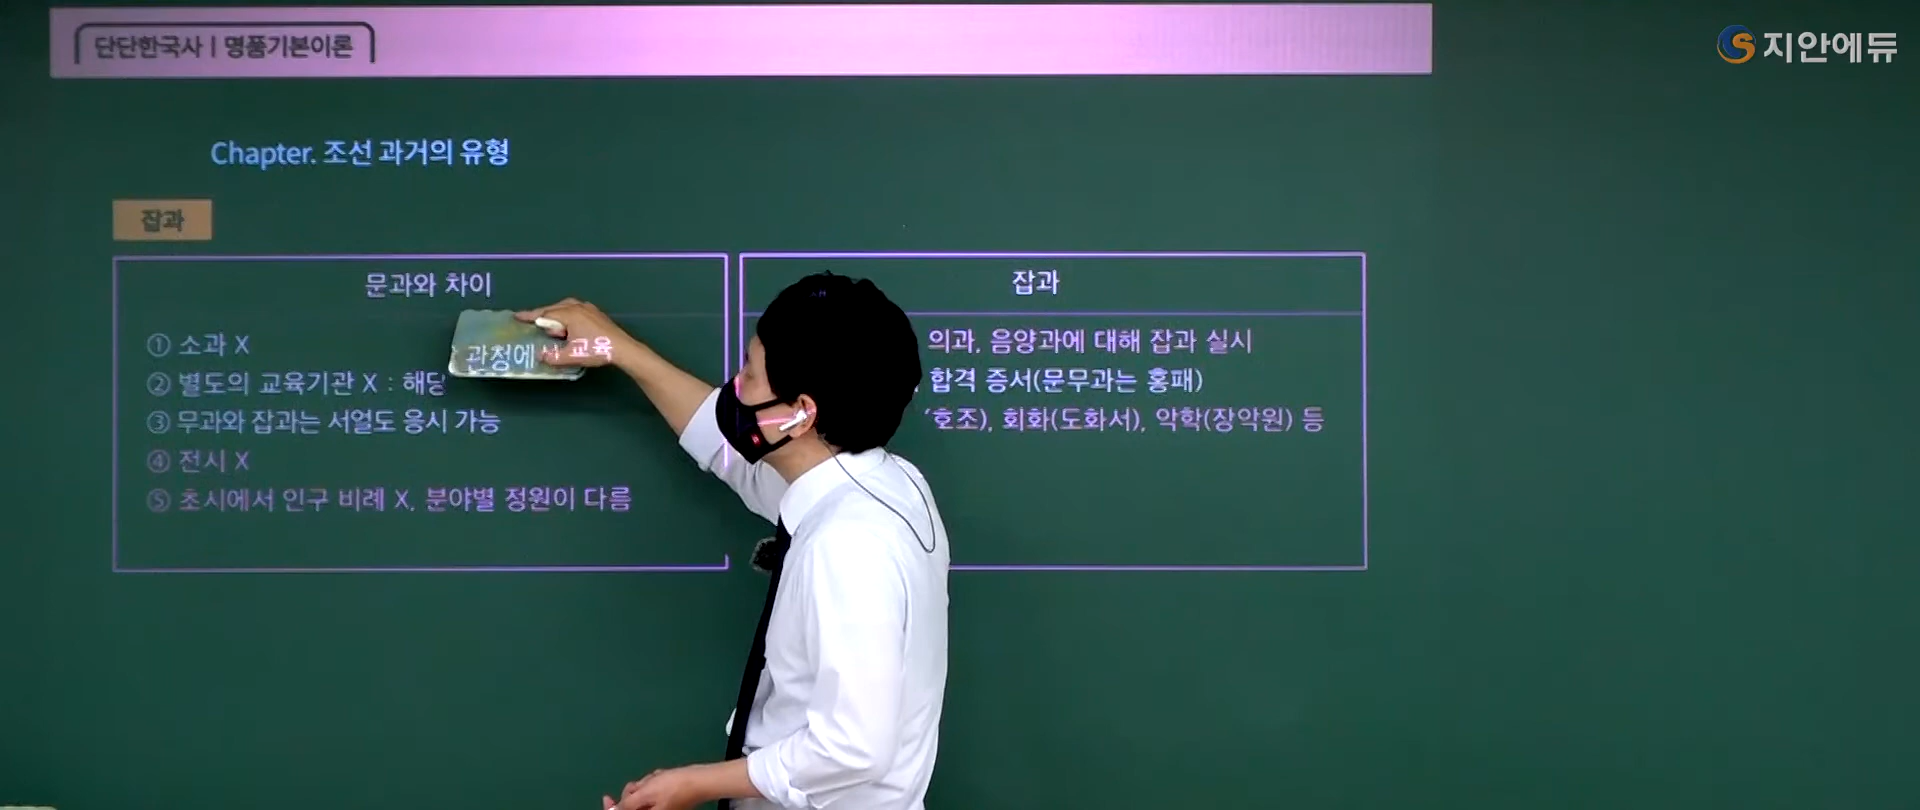 단단한국사 | 명품기본이론
지안에듀
Chapter. 조선 과거의 유형
잡과
문과와 차이
① 소과 X
② 별도의 교육기관 X : 해당 관청에서 교육
③ 무과와 잡과는 서얼도 응시 가능
④ 전시 X
⑤ 초시에서 인구 비례 X, 분야별 정원이 다름
잡과
의과, 음양과에 대해 잡과 실시
합격 증서(문무과는 홍패)
호조), 회화(도화서), 악학(장악원) 등